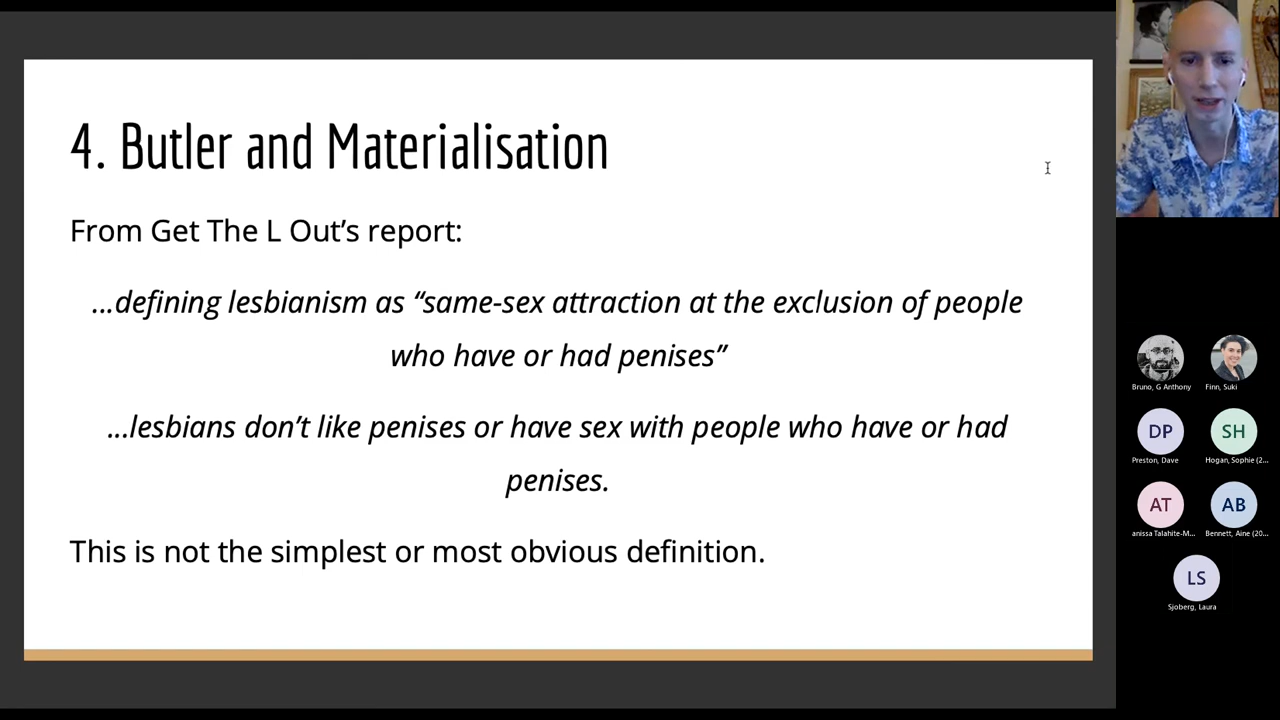 4. Butler and Materialisation
From Get The L Out’s report:
...defining lesbianism as “same-sex attraction at the exclusion of people
who have or had penises”
...lesbians don’t like penises or have sex with people who have or had
penises.
This is not the simplest or most obvious definition.
Bruno, G Anthony
Finn, Suki
DP
SH
Preston, Dave
Hogan, Sophie (2...
AT
AB
anissa Talahite-M...
Bennett, Aine (20...
LS
Sjoberg, Laura